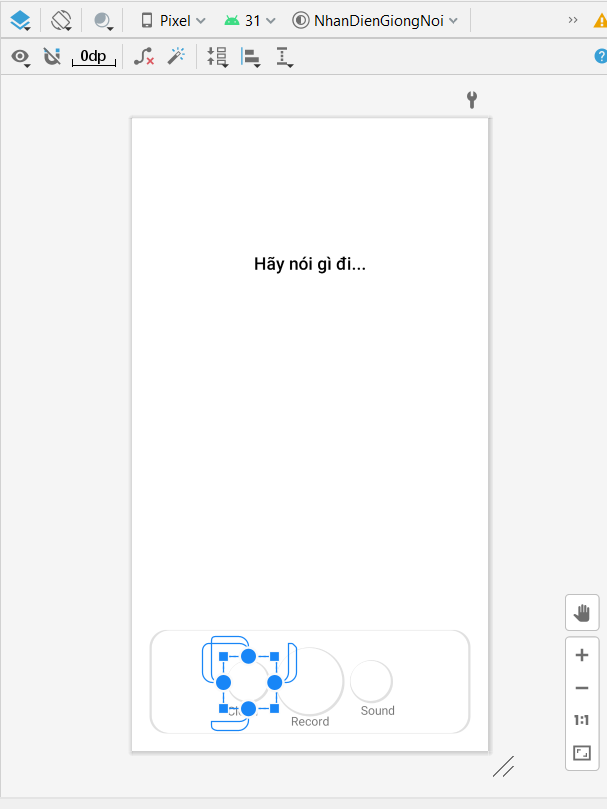 Pixel 31 NhanDienGiongNoi
0dp
Hãy nói gì đi...
Sound
Record
1:1